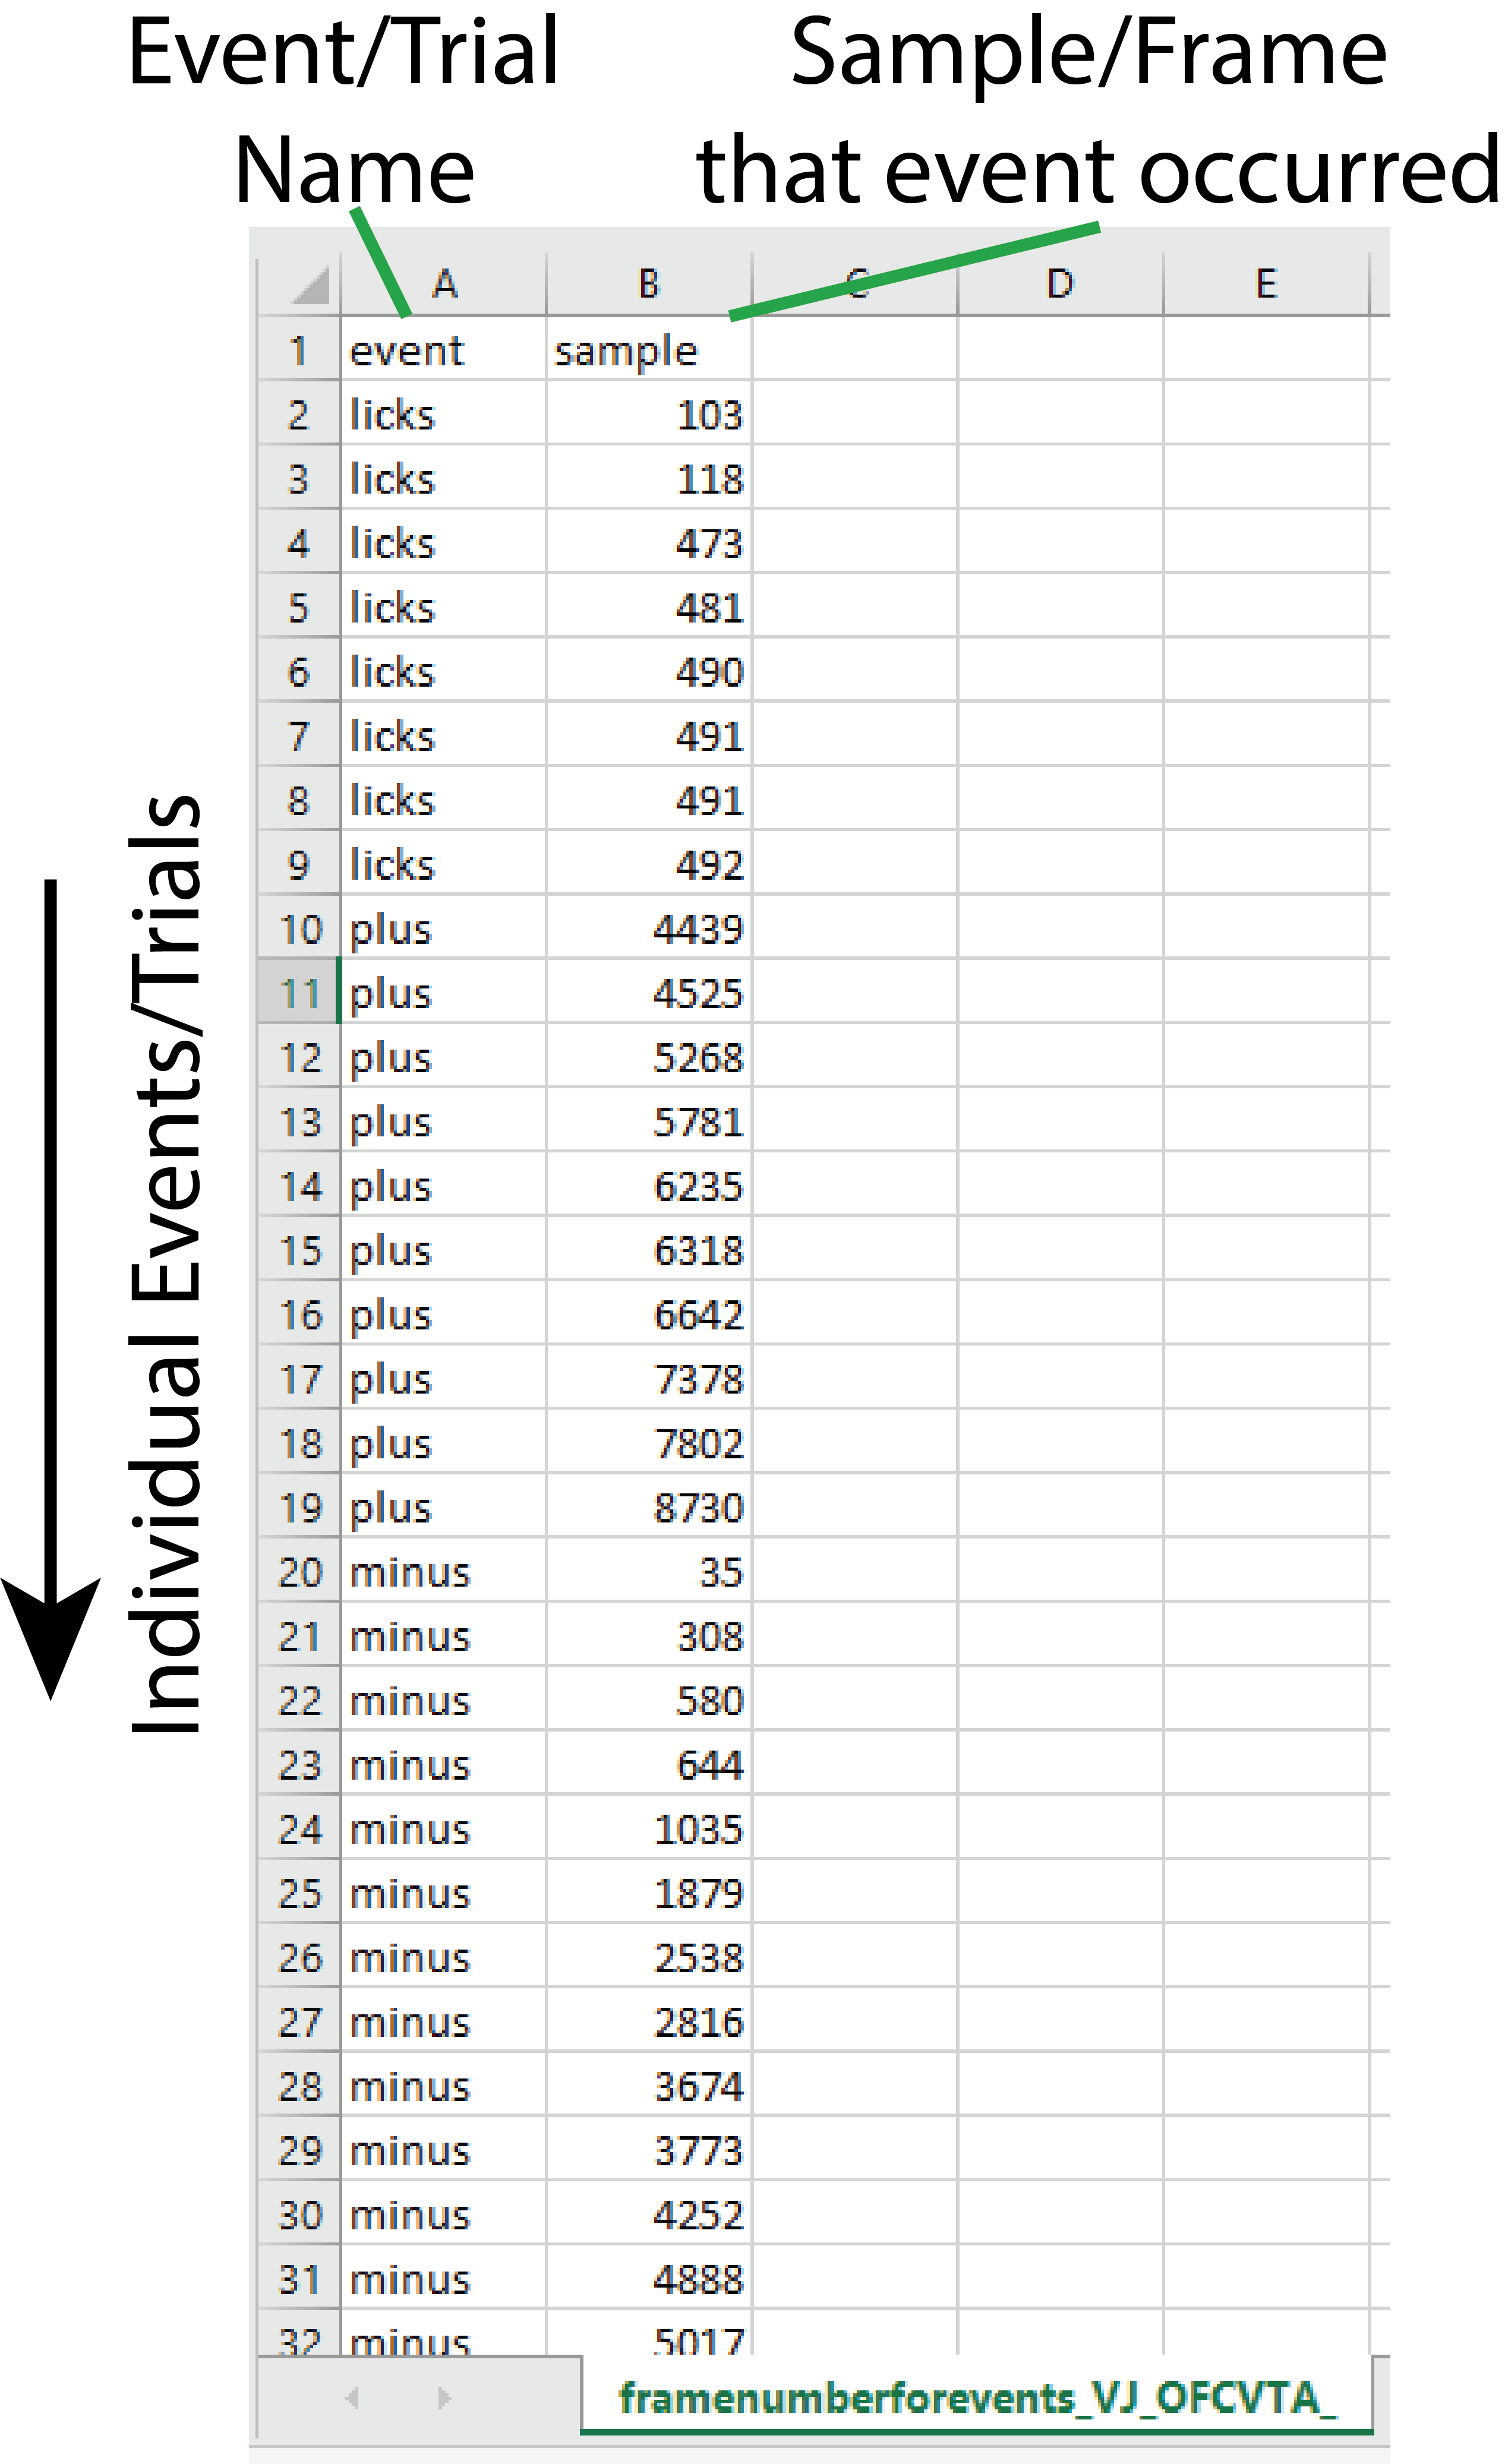 Event/Trial
Name
Sample/Frame
that event occurred
A B C D E
1 event sample
2 licks 103
3 licks 118
4 licks 473
5 licks 481
6 licks 490
7 licks 491
8 licks 491
9 licks 492
10 plus 4439
11 plus 4525
12 plus 5268
13 plus 5781
14 plus 6235
15 plus 6318
16 plus 6642
17 plus 7378
18 plus 7802
19 plus 8730
20 minus 35
21 minus 308
22 minus 580
23 minus 644
24 minus 1035
25 minus 1879
26 minus 2538
27 minus 2816
28 minus 3674
29 minus 3773
30 minus 4252
31 minus 4888
32 minus 5017
framenumberforevents_VJ_OFCVTA_
Individual Events/Trials